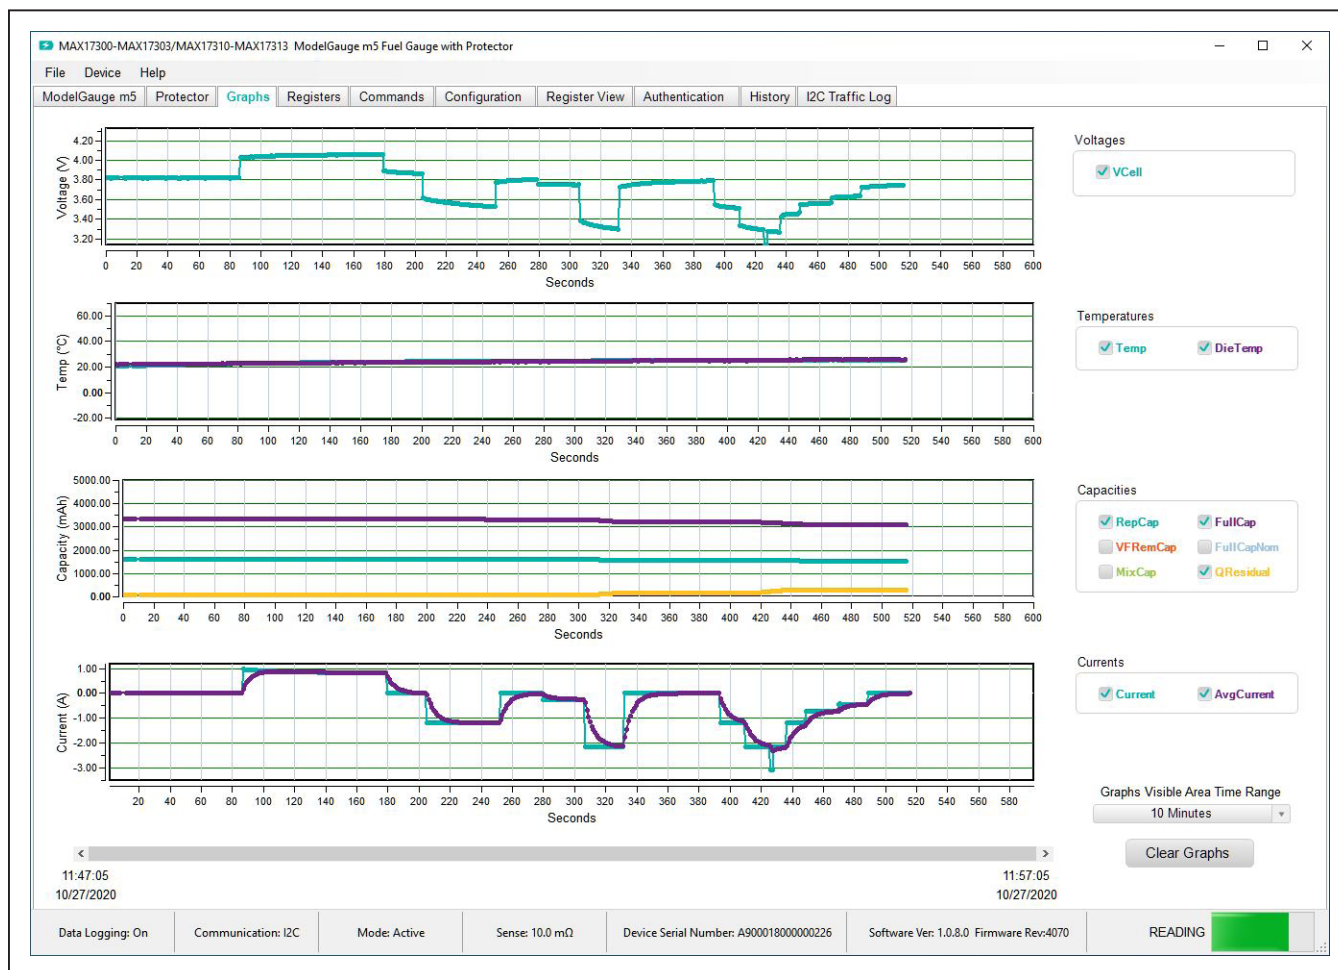 MAX17300-MAX17303/MAX17310-MAX17313 ModelGauge m5 Fuel Gauge with Protector
File Device Help
ModelGauge m5 Protector Graphs Registers Commands Configuration Register View Authentication History I2C Traffic Log
Voltages
VCell
Voltage (V)
4.20
4.00
3.80
3.60
3.40
3.20
0 20 40 60 80 100 120 140 160 180 200 220 240 260 280 300 320 340 360 380 400 420 440 460 480 500 520 540 560 580 600
Seconds
Temperatures
Temp DieTemp
Temp (°C)
60.00
40.00
20.00
0.00
-20.00
0 20 40 60 80 100 120 140 160 180 200 220 240 260 280 300 320 340 360 380 400 420 440 460 480 500 520 540 560 580 600
Seconds
Capacities
RepCap FullCap
VFRemCap FullCapNom
MixCap QResidual
Capacity (mAh)
5000.00
4000.00
3000.00
2000.00
1000.00
0.00
0 20 40 60 80 100 120 140 160 180 200 220 240 260 280 300 320 340 360 380 400 420 440 460 480 500 520 540 560 580 600
Seconds
Currents
Current AvgCurrent
Current (A)
1.00
0.00
-1.00
-2.00
-3.00
20 40 60 80 100 120 140 160 180 200 220 240 260 280 300 320 340 360 380 400 420 440 460 480 500 520 540 560 580
Seconds
Graphs Visible Area Time Range
10 Minutes
Clear Graphs
11:47:05 11:57:05
10/27/2020 10/27/2020
Data Logging: On Communication: I2C Mode: Active Sense: 10.0 mΩ Device Serial Number: A900018000000226 Software Ver: 1.0.8.0 Firmware Rev:4070 READING